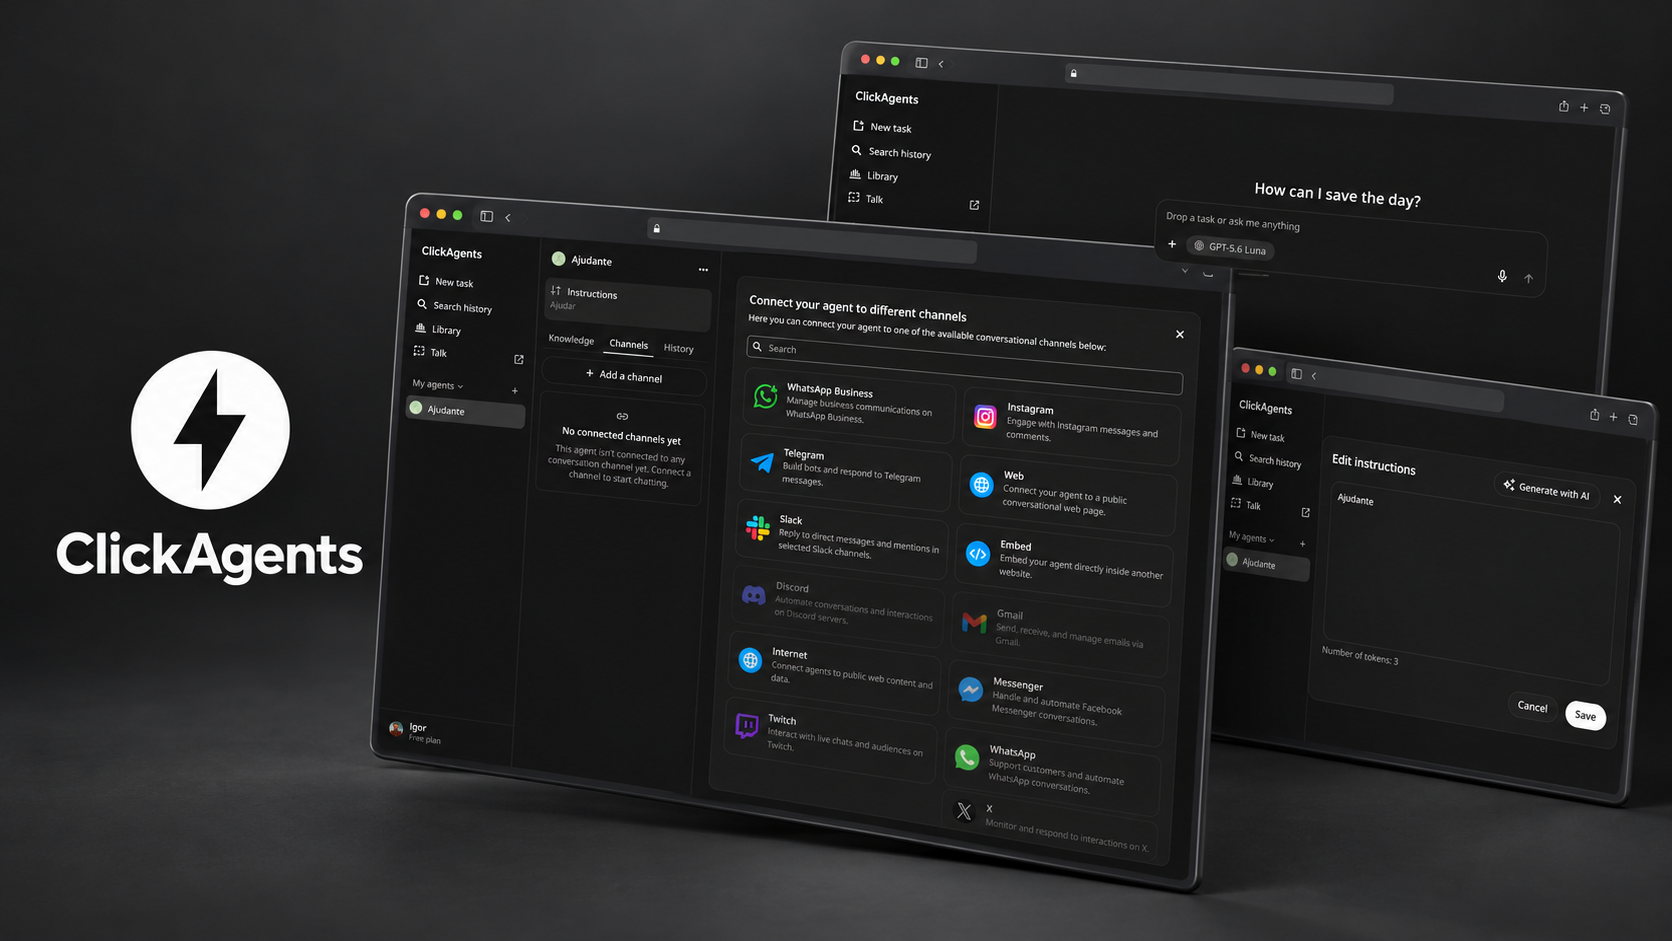 ClickAgents
ClickAgents
New task
Search history
Library
Talk
How can I save the day?
Drop a task or ask me anything
GPT-5.6 Luna
ClickAgents
New task
Search history
Library
Talk
My agents
Ajudante
Igor
Free plan
Ajudante
Instructions
Ajudar
Knowledge
Channels
History
+ Add a channel
No connected channels yet
This agent isn't connected to any
conversation channel yet. Connect a
channel to start chatting.
Connect your agent to different channels
Here you can connect your agent to one of the available conversational channels below:
Search
WhatsApp Business
Manage business communications on
WhatsApp Business.
Instagram
Engage with Instagram messages and
comments.
Telegram
Build bots and respond to Telegram
messages.
Web
Connect your agent to a public
conversational web page.
Slack
Reply to direct messages and mentions in
selected Slack channels.
Embed
Embed your agent directly inside another
website.
Discord
Automate conversations and interactions
on Discord servers.
Gmail
Send, receive, and manage emails via
Gmail.
Internet
Connect agents to public web content and
data.
Messenger
Handle and automate Facebook
Messenger conversations.
Twitch
Interact with live chats and audiences on
Twitch.
WhatsApp
Support customers and automate
WhatsApp conversations.
X
Monitor and respond to interactions on X.
ClickAgents
New task
Search history
Library
Talk
My agents
Ajudante
Edit instructions
Generate with AI
Ajudante
Number of tokens: 3
Cancel
Save